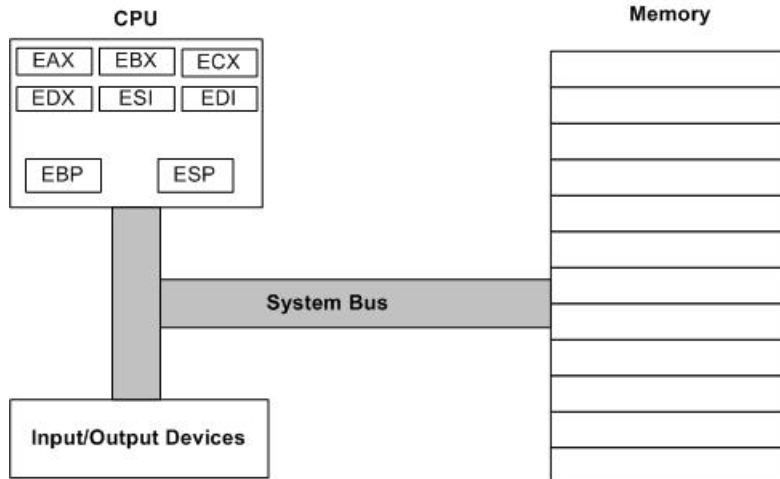 CPU
Memory
EAX EBX ECX
EDX ESI EDI
EBP ESP
System Bus
Input/Output Devices